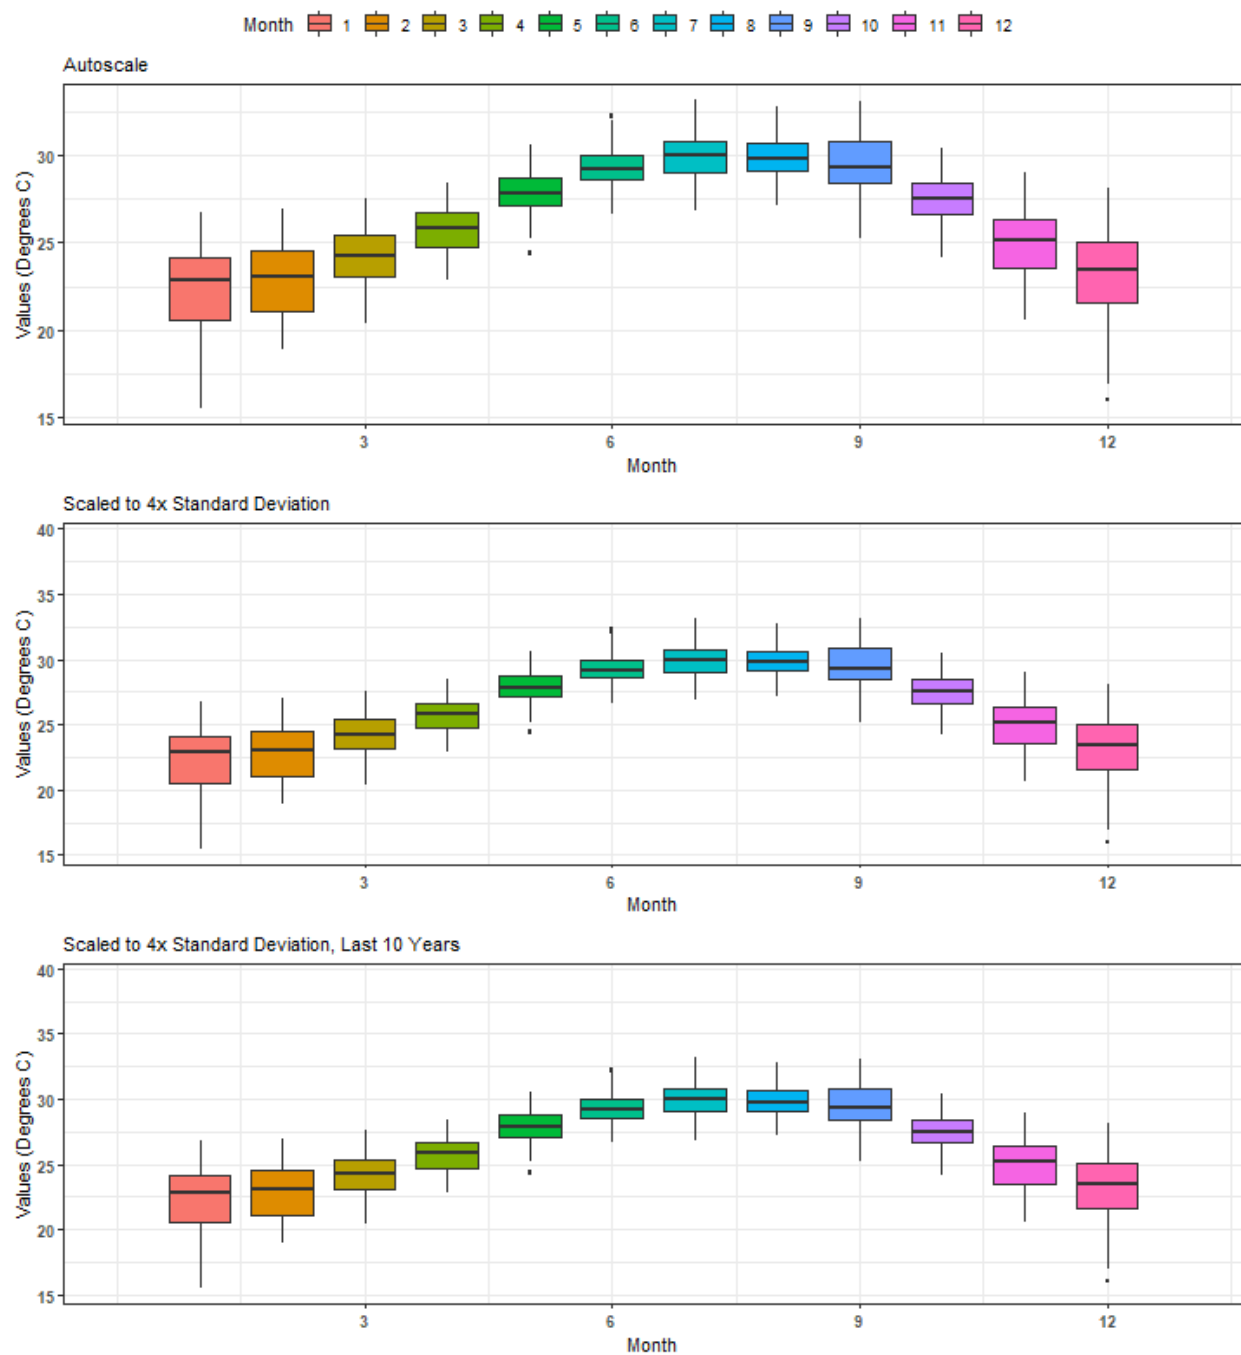 Month 1 2 3 4 5 6 7 8 9 10 11 12
Autoscale
Values (Degrees C)
30
25
20
15
3 6 9 12
Month
Scaled to 4x Standard Deviation
Values (Degrees C)
40
35
30
25
20
15
3 6 9 12
Month
Scaled to 4x Standard Deviation, Last 10 Years
Values (Degrees C)
40
35
30
25
20
15
3 6 9 12
Month